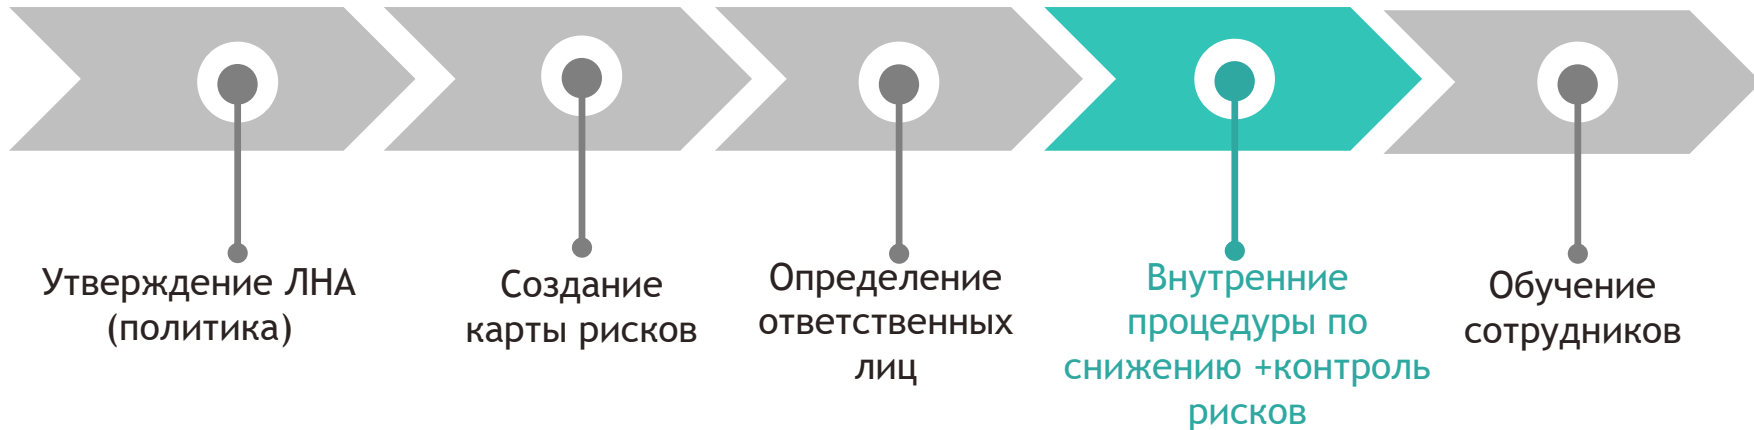 Утверждение ЛНА
(политика)
Создание
карты рисков
Определение
ответственных
лиц
Внутренние
процедуры по
снижению +контроль
рисков
Обучение
сотрудников